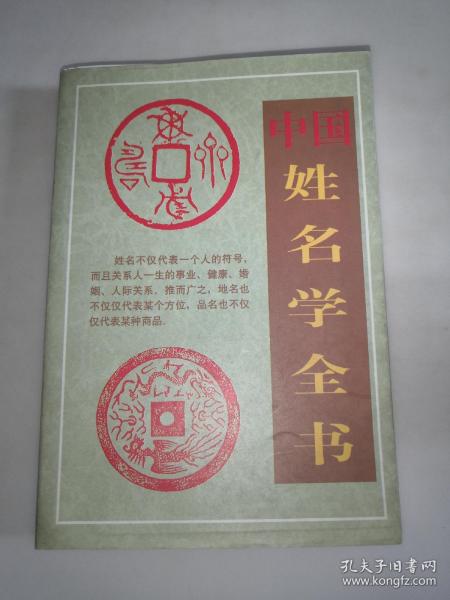 中国
姓名学全书
姓名不仅代表一个人的符号，
而且关系人一生的事业、健康、婚
姻、人际关系。推而广之，地名也
不仅仅代表某个方位，品名也不仅
仅代表某种商品。
孔夫子旧书网
www.kongfz.com